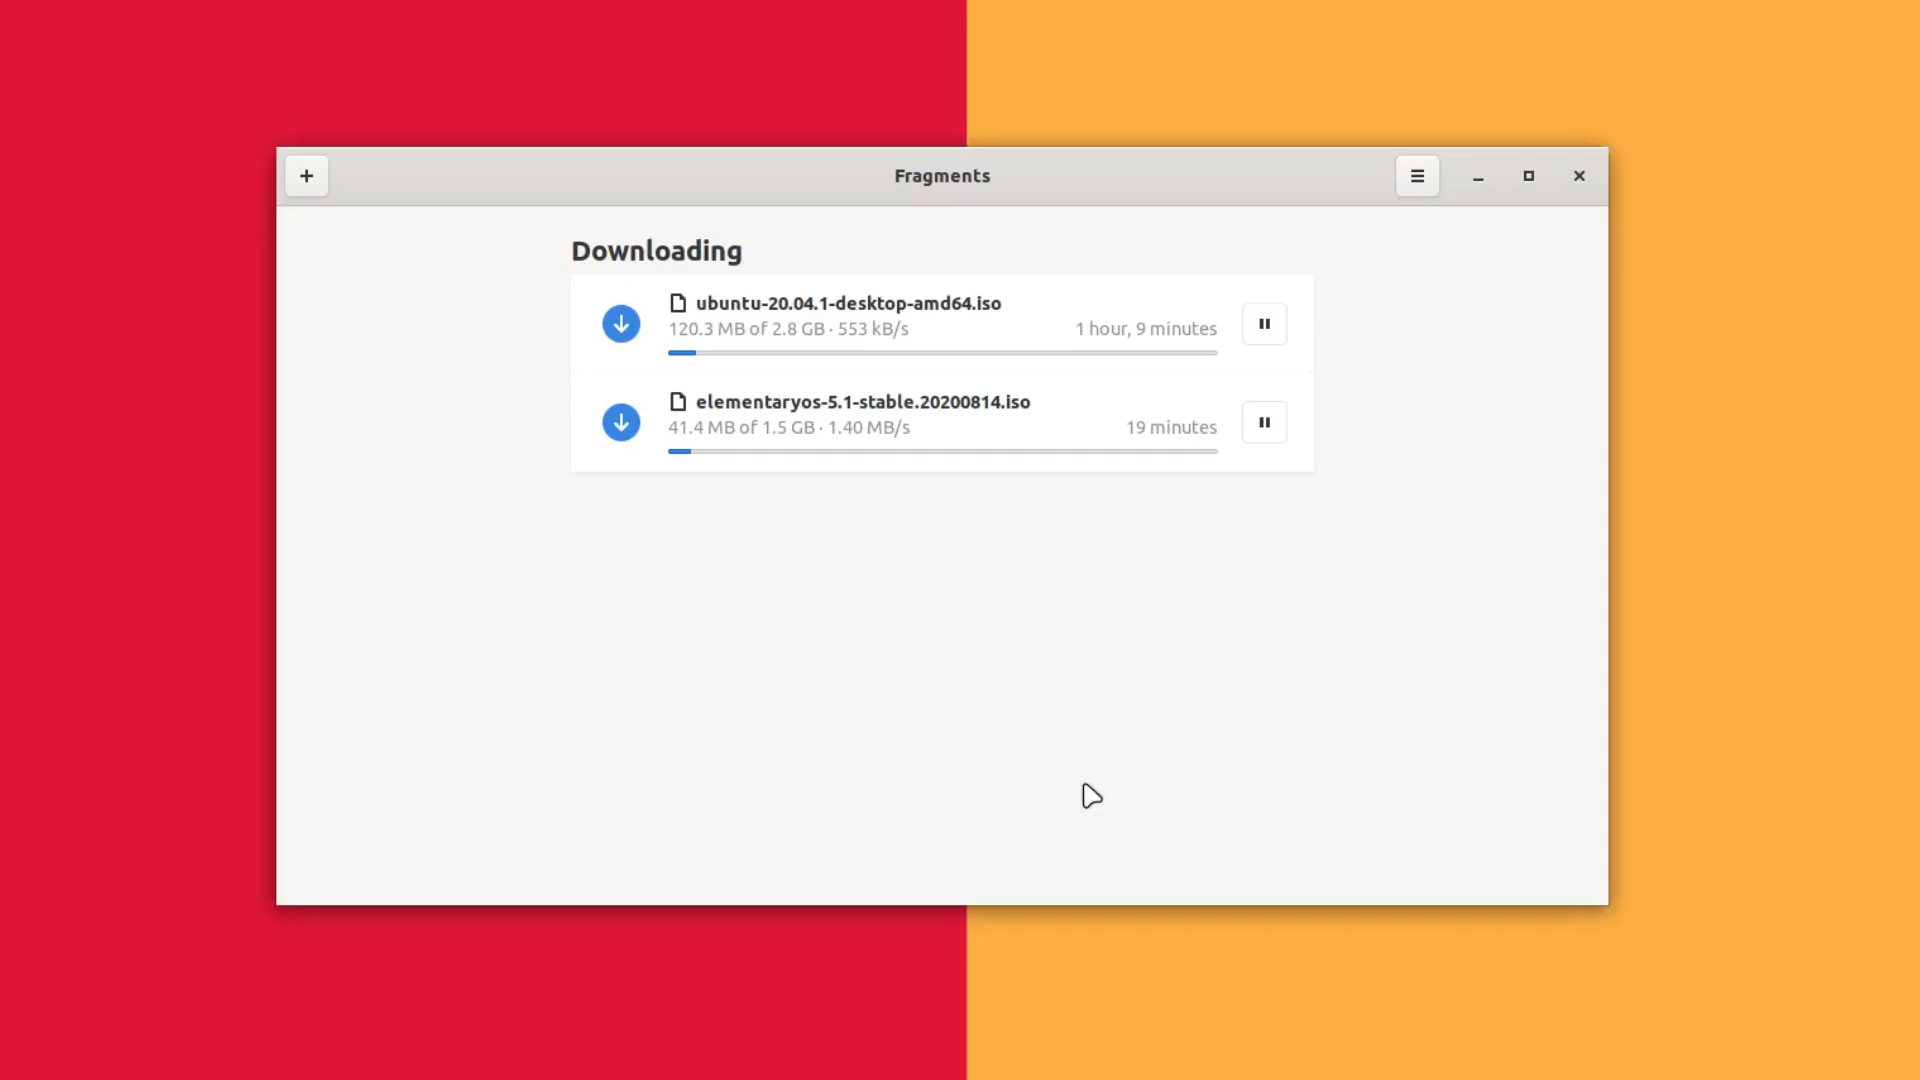 Fragments
Downloading
ubuntu-20.04.1-desktop-amd64.iso
120.3 MB of 2.8 GB · 553 kB/s 1 hour, 9 minutes
elementaryos-5.1-stable.20200814.iso
41.4 MB of 1.5 GB · 1.40 MB/s 19 minutes